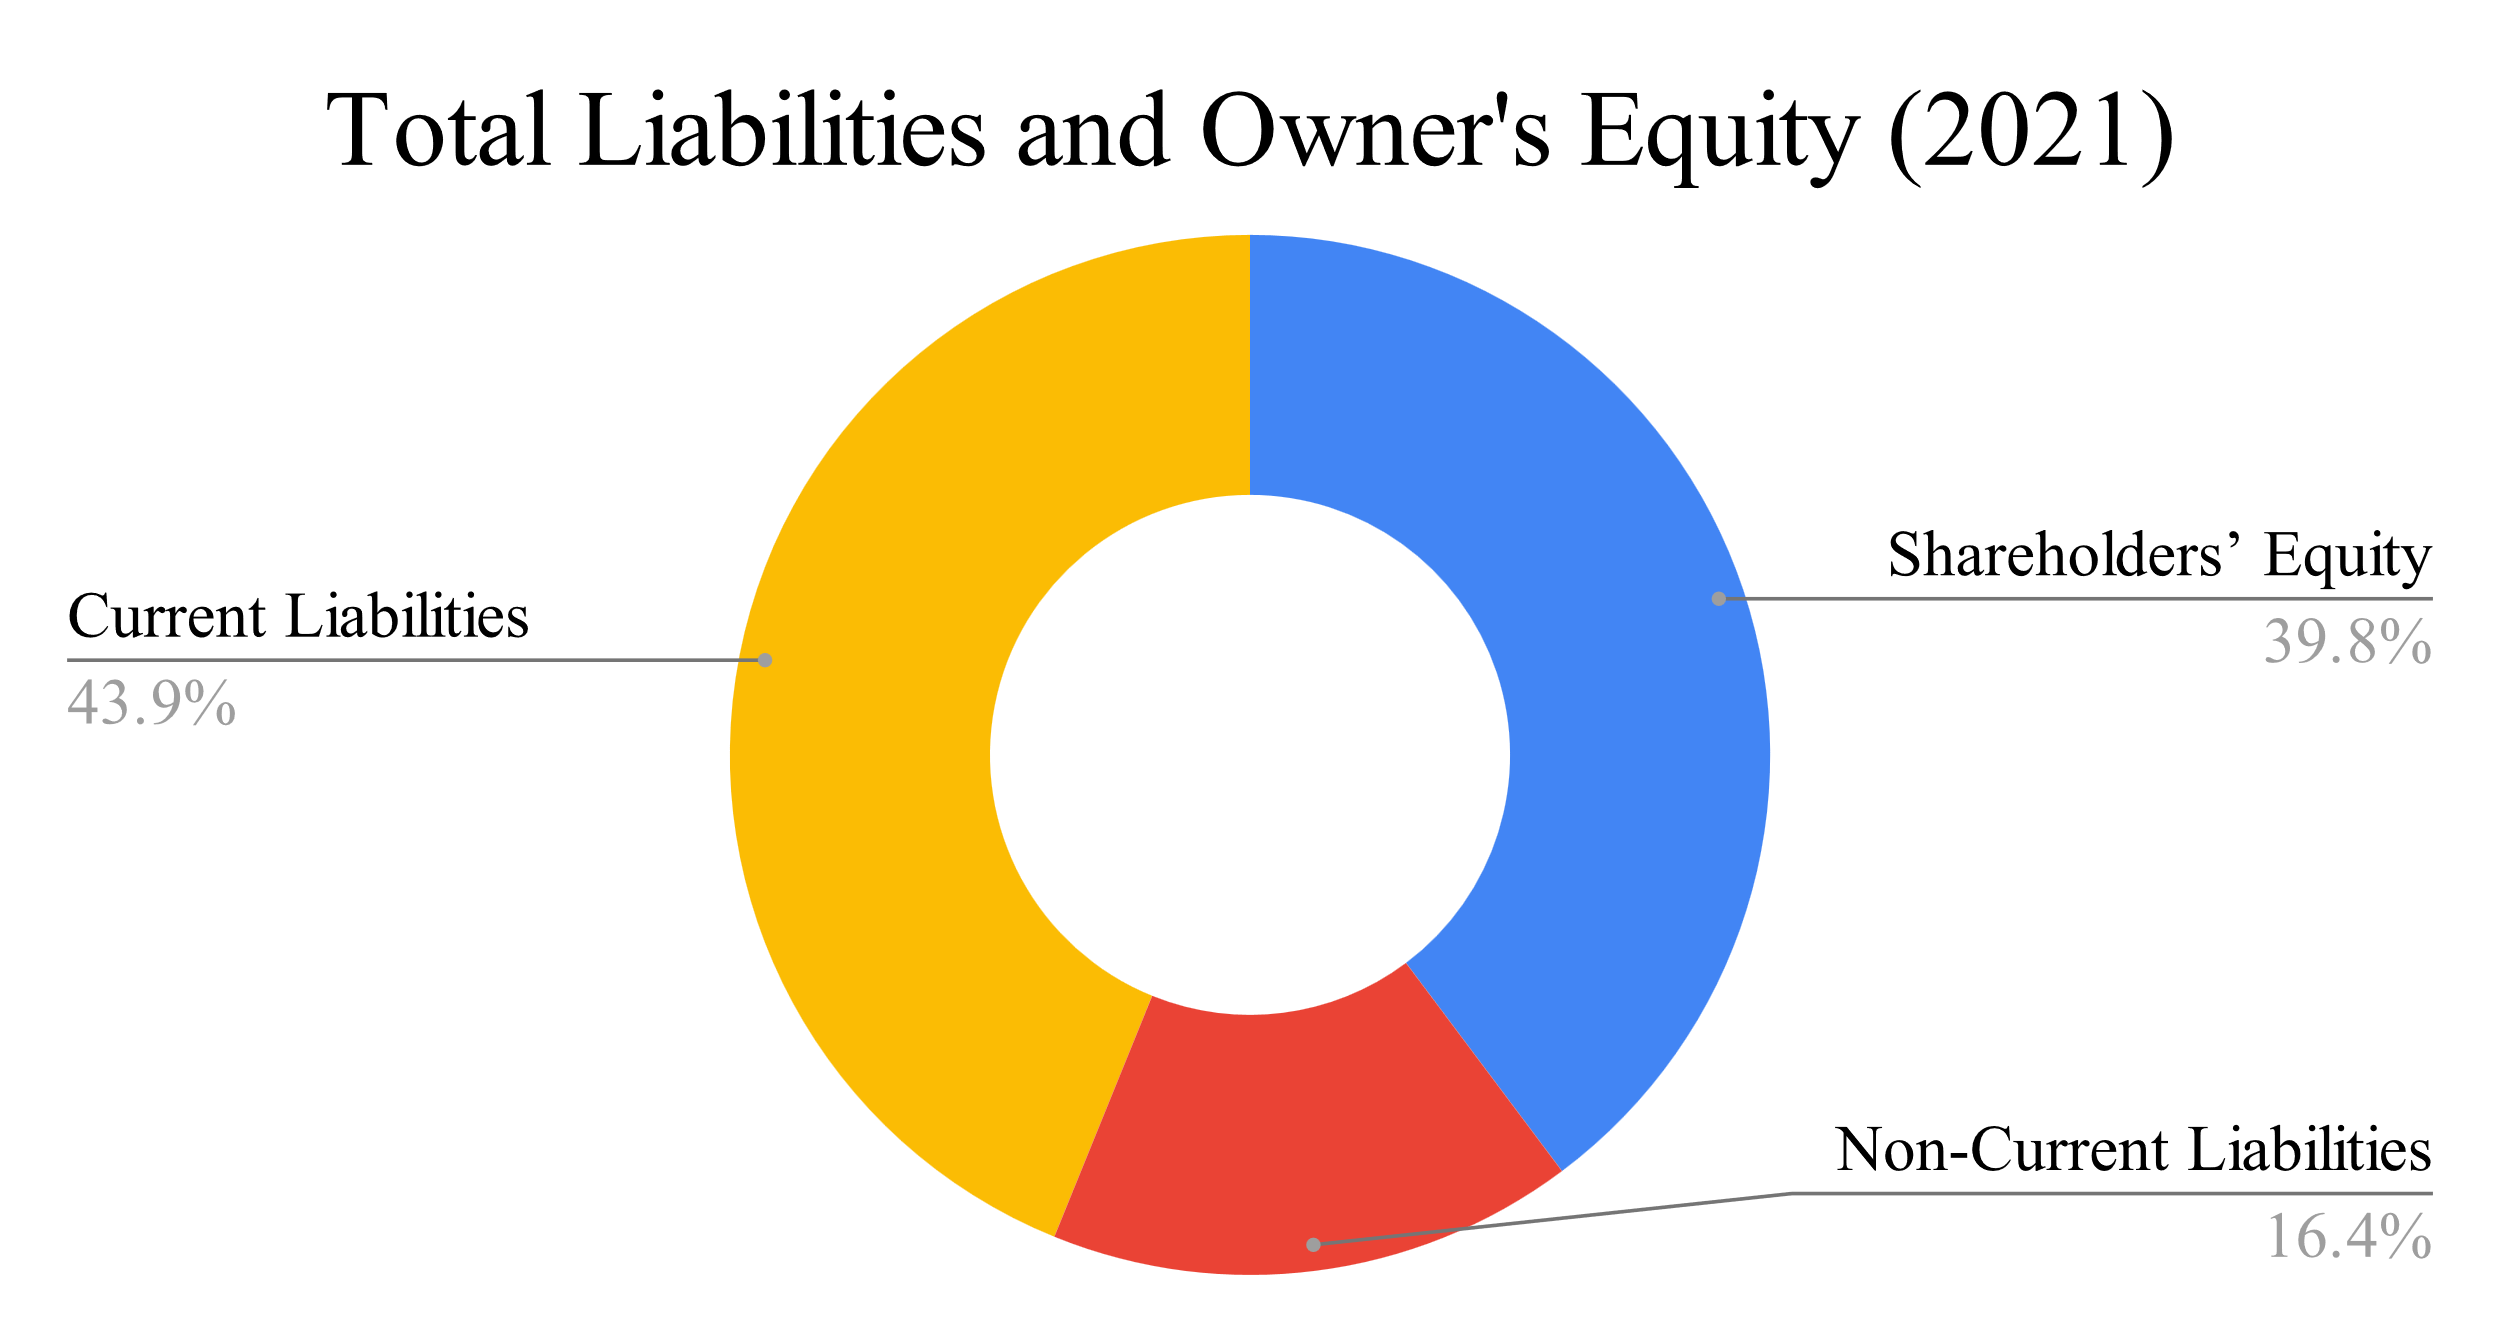 Total Liabilities and Owner's Equity (2021)
Shareholders’ Equity
39.8%
Current Liabilities
43.9%
Non-Current Liabilities
16.4%